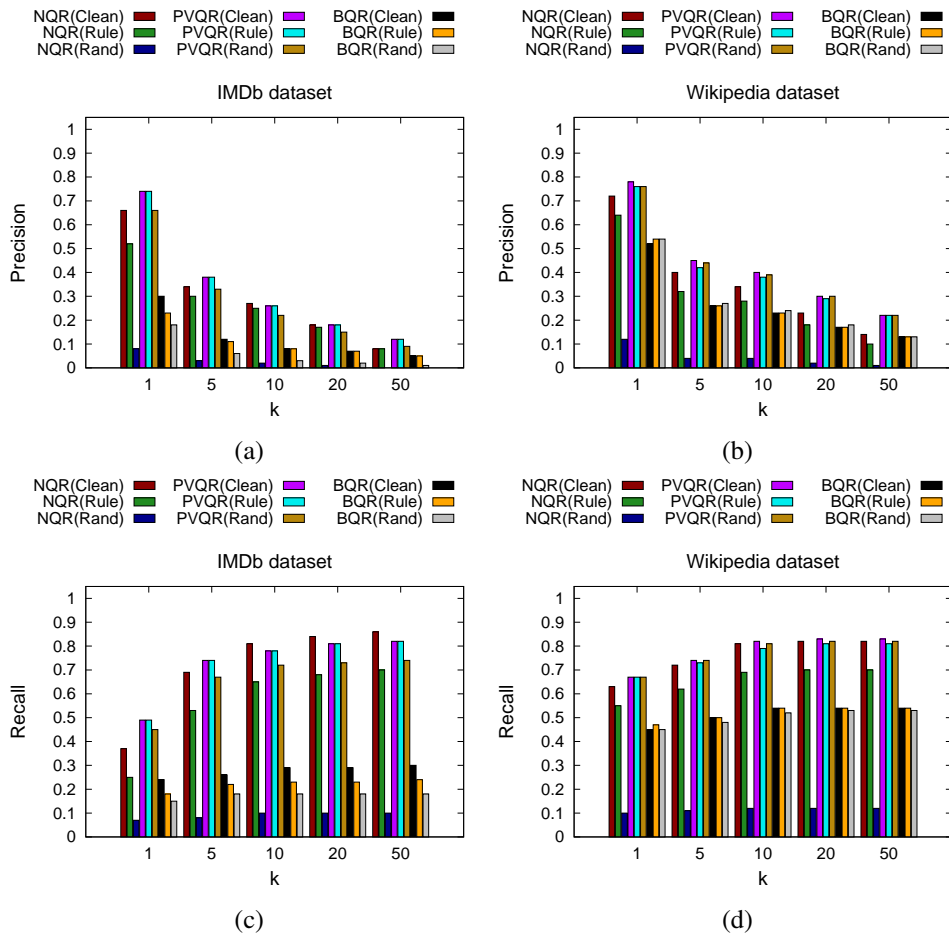 NQR(Clean) PVQR(Clean) BQR(Clean)
NQR(Rule) PVQR(Rule) BQR(Rule)
NQR(Rand) PVQR(Rand) BQR(Rand)
IMDb dataset
1
0.9
0.8
0.7
0.6
0.5
0.4
0.3
0.2
0.1
0
Precision
1 5 10 20 50
k
(a)
NQR(Clean) PVQR(Clean) BQR(Clean)
NQR(Rule) PVQR(Rule) BQR(Rule)
NQR(Rand) PVQR(Rand) BQR(Rand)
Wikipedia dataset
1
0.9
0.8
0.7
0.6
0.5
0.4
0.3
0.2
0.1
0
Precision
1 5 10 20 50
k
(b)
NQR(Clean) PVQR(Clean) BQR(Clean)
NQR(Rule) PVQR(Rule) BQR(Rule)
NQR(Rand) PVQR(Rand) BQR(Rand)
IMDb dataset
1
0.9
0.8
0.7
0.6
0.5
0.4
0.3
0.2
0.1
0
Recall
1 5 10 20 50
k
(c)
NQR(Clean) PVQR(Clean) BQR(Clean)
NQR(Rule) PVQR(Rule) BQR(Rule)
NQR(Rand) PVQR(Rand) BQR(Rand)
Wikipedia dataset
1
0.9
0.8
0.7
0.6
0.5
0.4
0.3
0.2
0.1
0
Recall
1 5 10 20 50
k
(d)